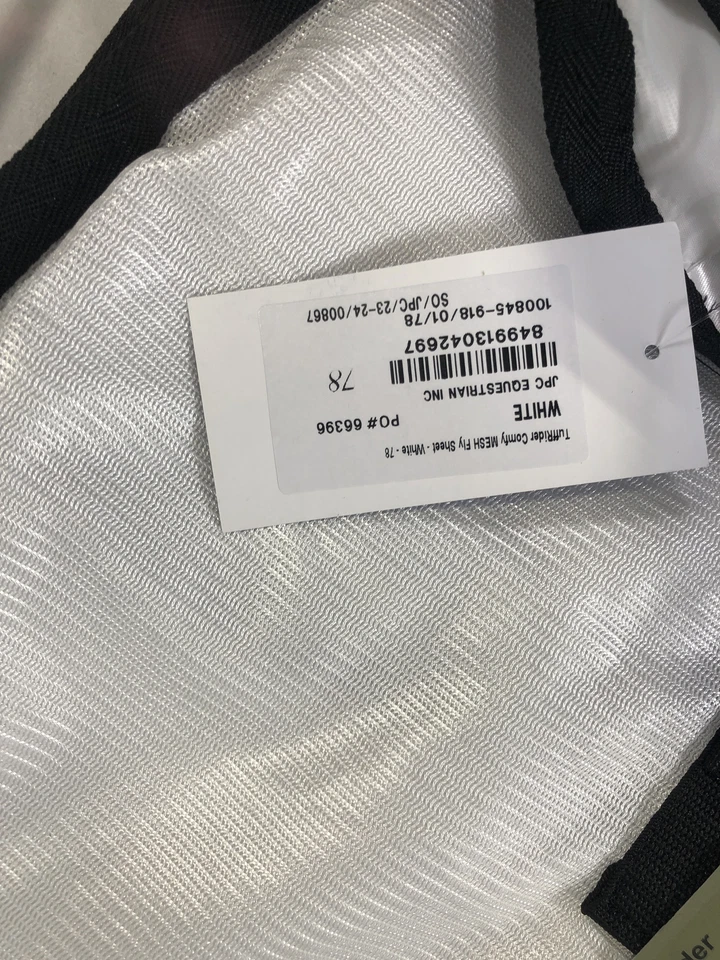 TuffRider Comfy MESH Fly Sheet - White - 78
WHITE PO# 66396
JPC EQUESTRIAN INC
78
849913042697
100845-918/01/78
SO/JPC/23-24/00867
der